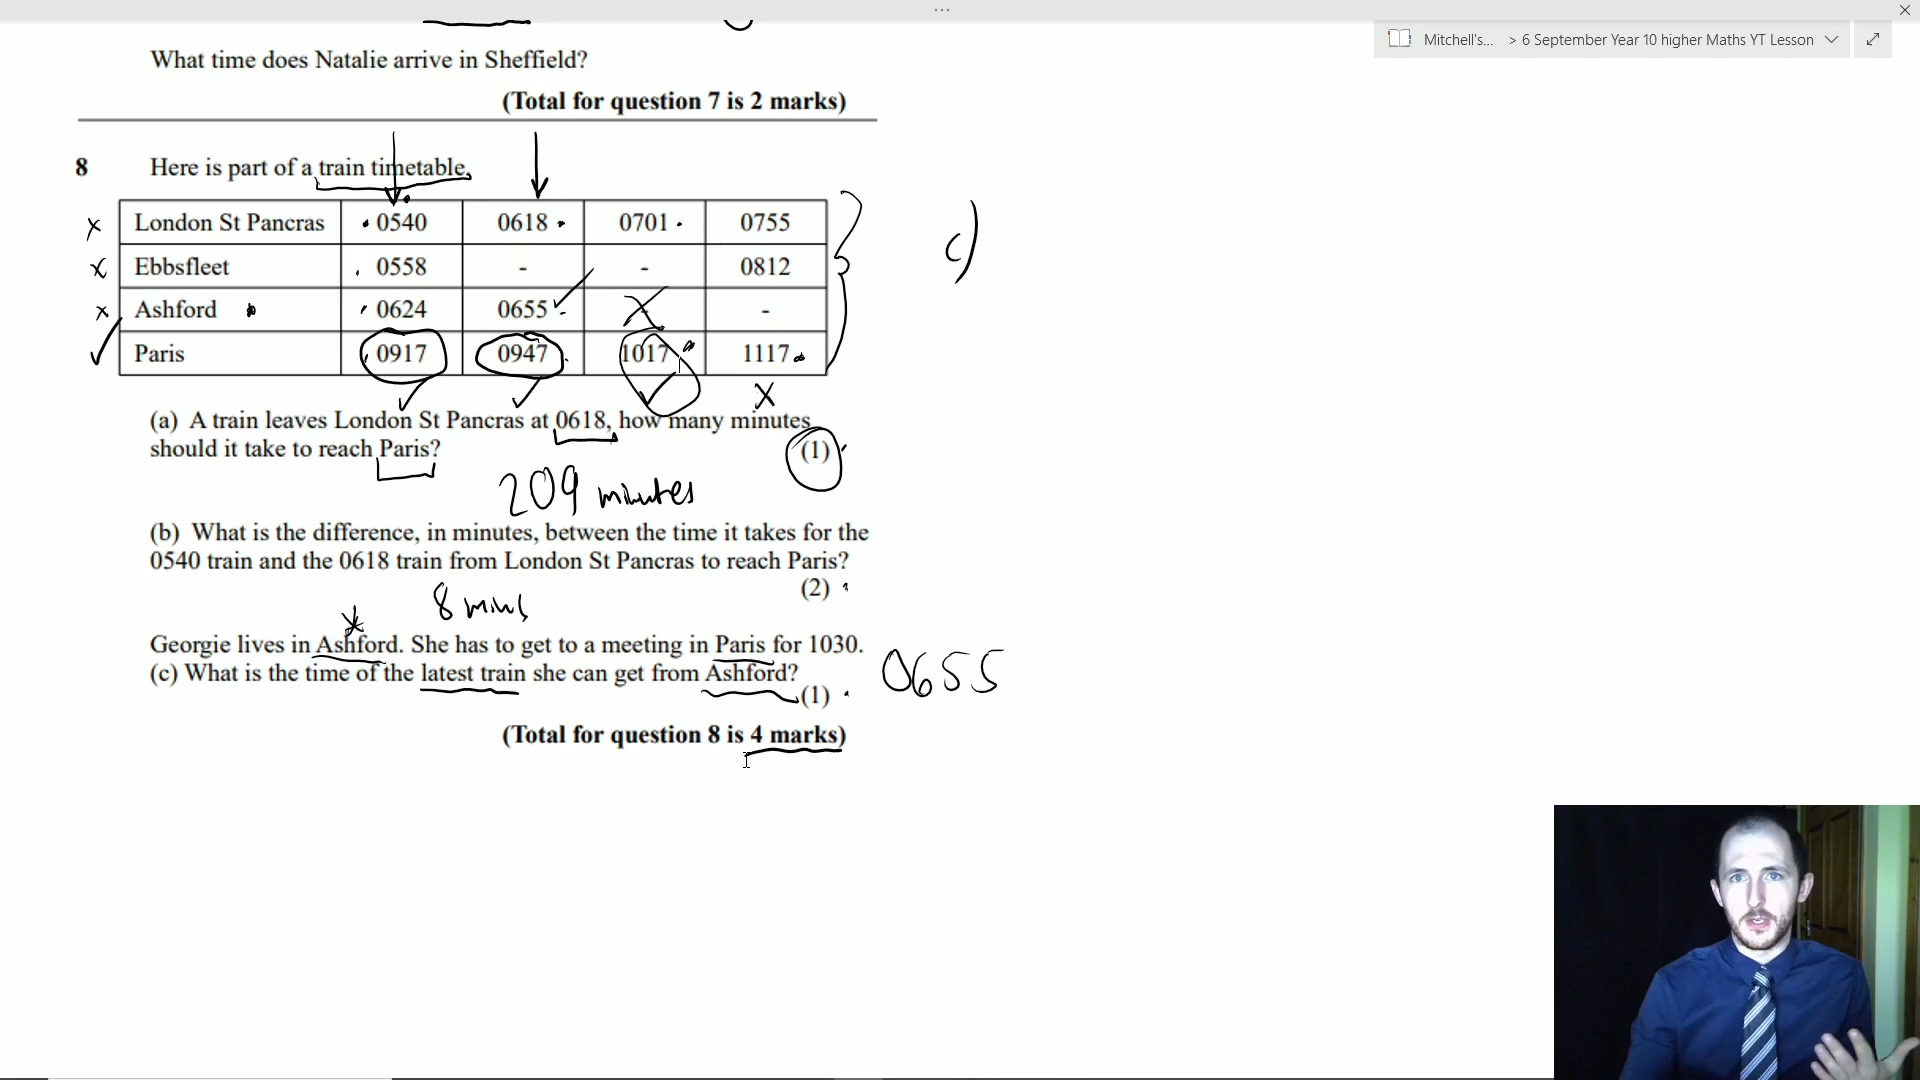 Mitchell's... > 6 September Year 10 higher Maths YT Lesson
What time does Natalie arrive in Sheffield?
(Total for question 7 is 2 marks)
8 Here is part of a train timetable.
London St Pancras 0540 0618 0701 0755
Ebbsfleet 0558 - - 0812
Ashford 0624 0655 - -
Paris 0917 0947 1017 1117
c)
(a) A train leaves London St Pancras at 0618, how many minutes
should it take to reach Paris?
(1)
209 minutes
(b) What is the difference, in minutes, between the time it takes for the
0540 train and the 0618 train from London St Pancras to reach Paris?
(2)
8 mins
Georgie lives in Ashford. She has to get to a meeting in Paris for 1030.
(c) What is the time of the latest train she can get from Ashford?
0655
(1)
(Total for question 8 is 4 marks)